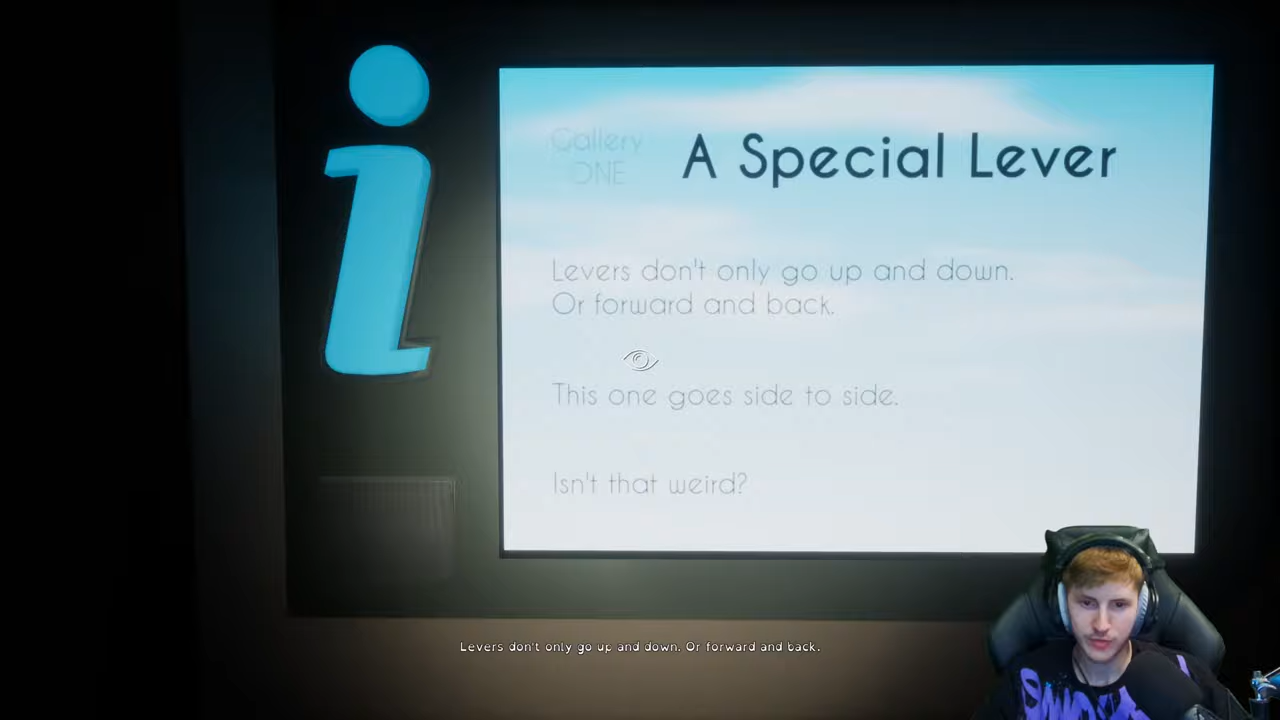 Gallery
ONE
A Special Lever
Levers don't only go up and down.
Or forward and back.
This one goes side to side.
Isn't that weird?
Levers don't only go up and down. Or forward and back.